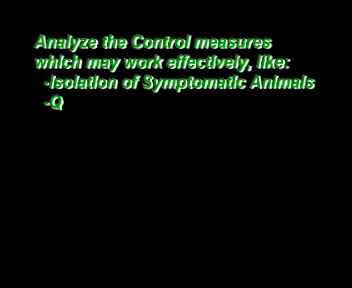 Analyze the Control measures
which may work effectively, like:
-Isolation of Symptomatic Animals
-Q